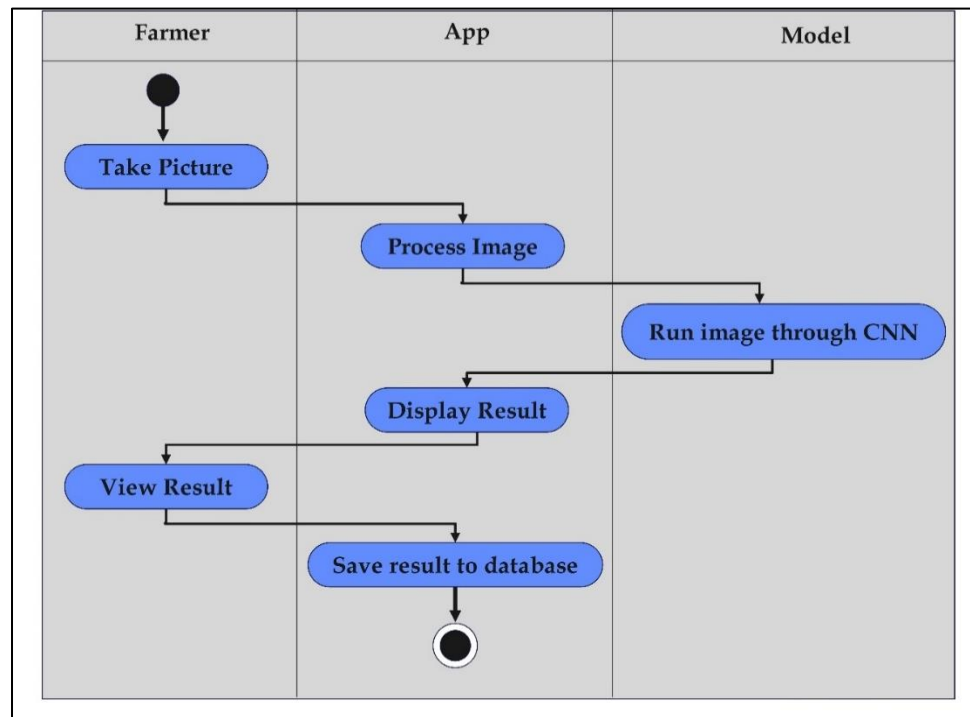 Farmer
App
Model
Take Picture
Process Image
Run image through CNN
Display Result
View Result
Save result to database